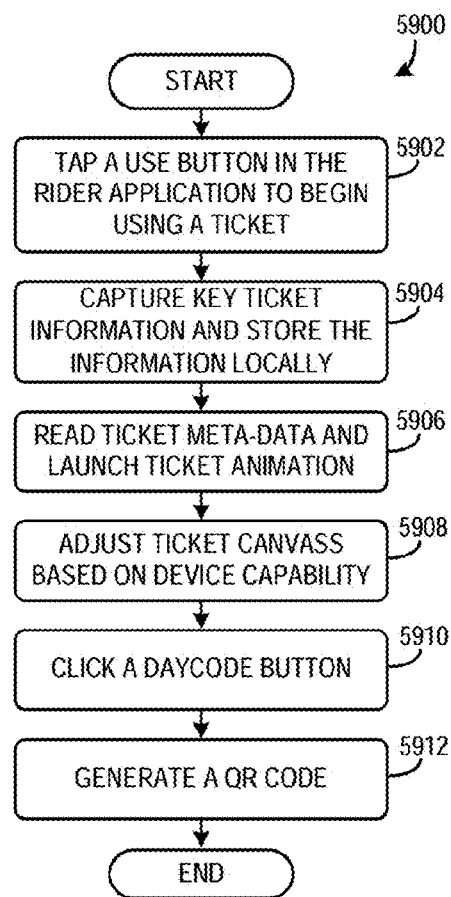 5900
START
5902
TAP A USE BUTTON IN THE
RIDER APPLICATION TO BEGIN
USING A TICKET
5904
CAPTURE KEY TICKET
INFORMATION AND STORE THE
INFORMATION LOCALLY
5906
READ TICKET META-DATA AND
LAUNCH TICKET ANIMATION
5908
ADJUST TICKET CANVASS
BASED ON DEVICE CAPABILITY
5910
CLICK A DAYCODE BUTTON
5912
GENERATE A QR CODE
END